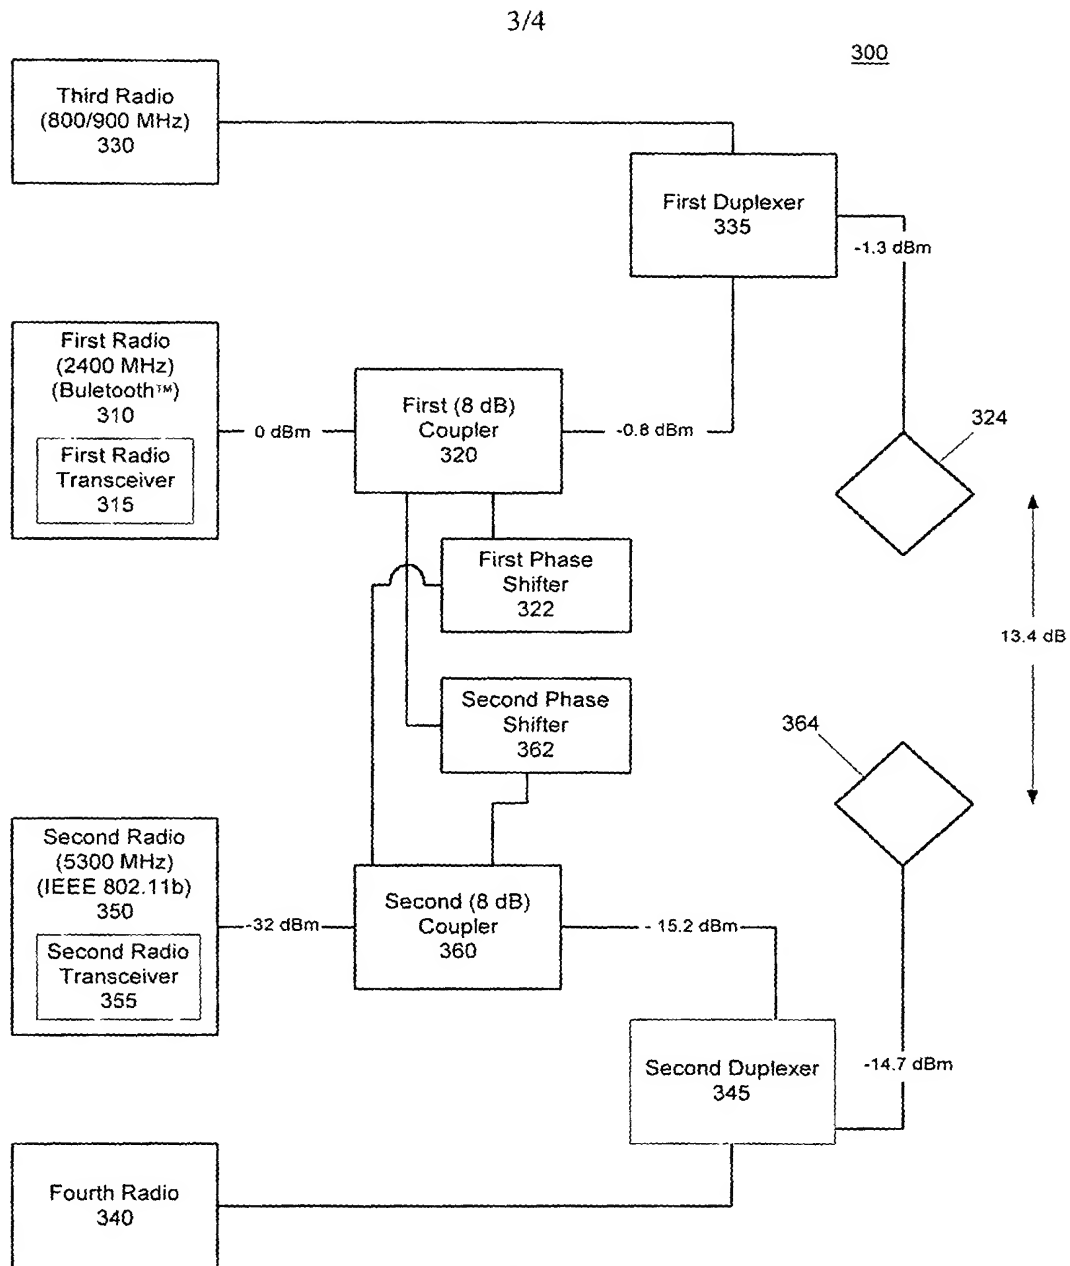 3/4
300
Third Radio
(800/900 MHz)
330
First Duplexer
335
-1.3 dBm
First Radio
(2400 MHz)
(Buletooth™)
310
First Radio
Transceiver
315
0 dBm
First (8 dB)
Coupler
320
-0.8 dBm
324
First Phase
Shifter
322
13.4 dB
Second Phase
Shifter
362
364
Second Radio
(5300 MHz)
(IEEE 802.11b)
350
Second Radio
Transceiver
355
-32 dBm
Second (8 dB)
Coupler
360
- 15.2 dBm
Second Duplexer
345
-14.7 dBm
Fourth Radio
340